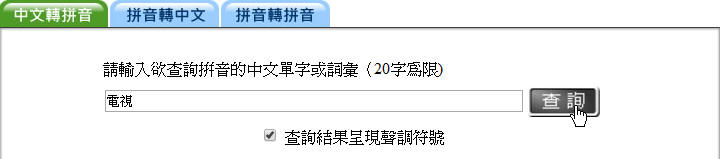 中文轉拼音 拼音轉中文 拼音轉拼音
請輸入欲查詢拼音的中文單字或詞彙（20字為限)
電視 查詢
查詢結果呈現聲調符號